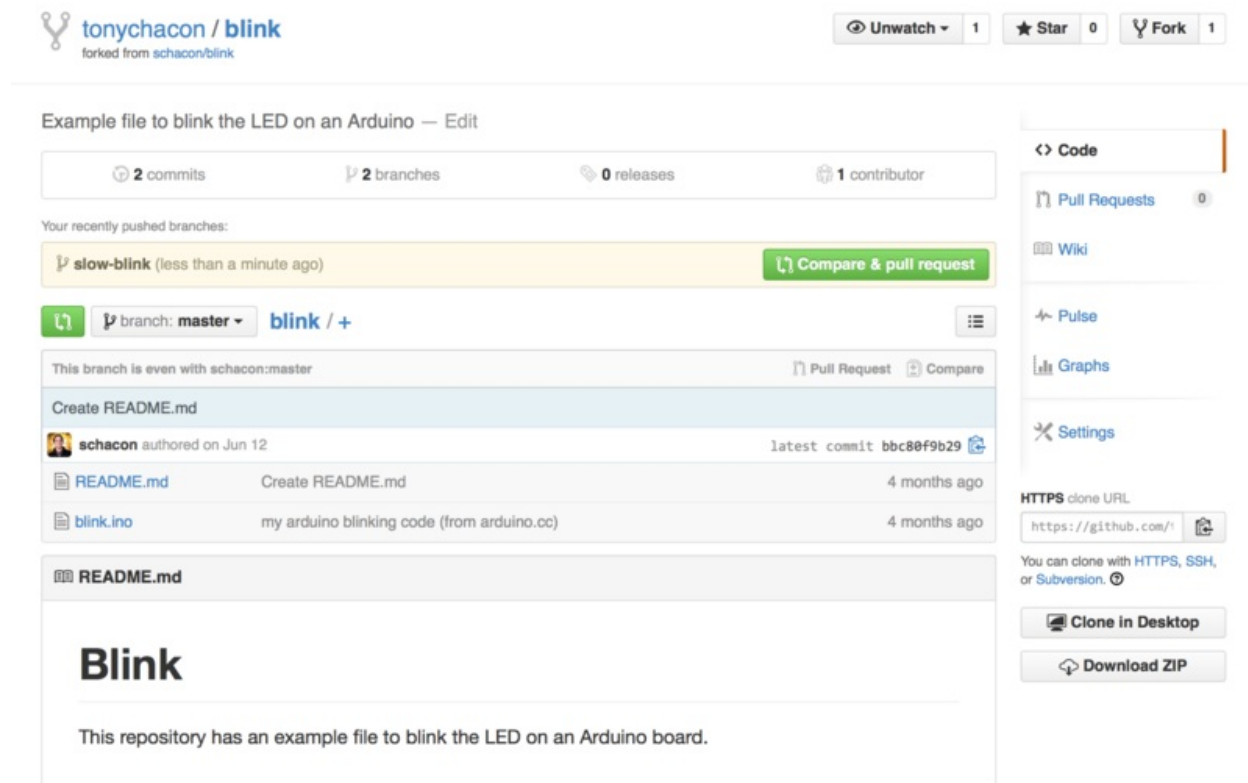 tonychacon / blink
forked from schacon/blink
Unwatch 1 Star 0 Fork 1
Example file to blink the LED on an Arduino — Edit
2 commits 2 branches 0 releases 1 contributor
Your recently pushed branches:
slow-blink (less than a minute ago) Compare & pull request
branch: master blink / +
This branch is even with schacon:master Pull Request Compare
Create README.md
schacon authored on Jun 12 latest commit bbc80f9b29
README.md Create README.md 4 months ago
blink.ino my arduino blinking code (from arduino.cc) 4 months ago
README.md
Blink
This repository has an example file to blink the LED on an Arduino board.
<> Code
Pull Requests 0
Wiki
Pulse
Graphs
Settings
HTTPS clone URL
https://github.com/
You can clone with HTTPS, SSH,
or Subversion.
Clone in Desktop
Download ZIP